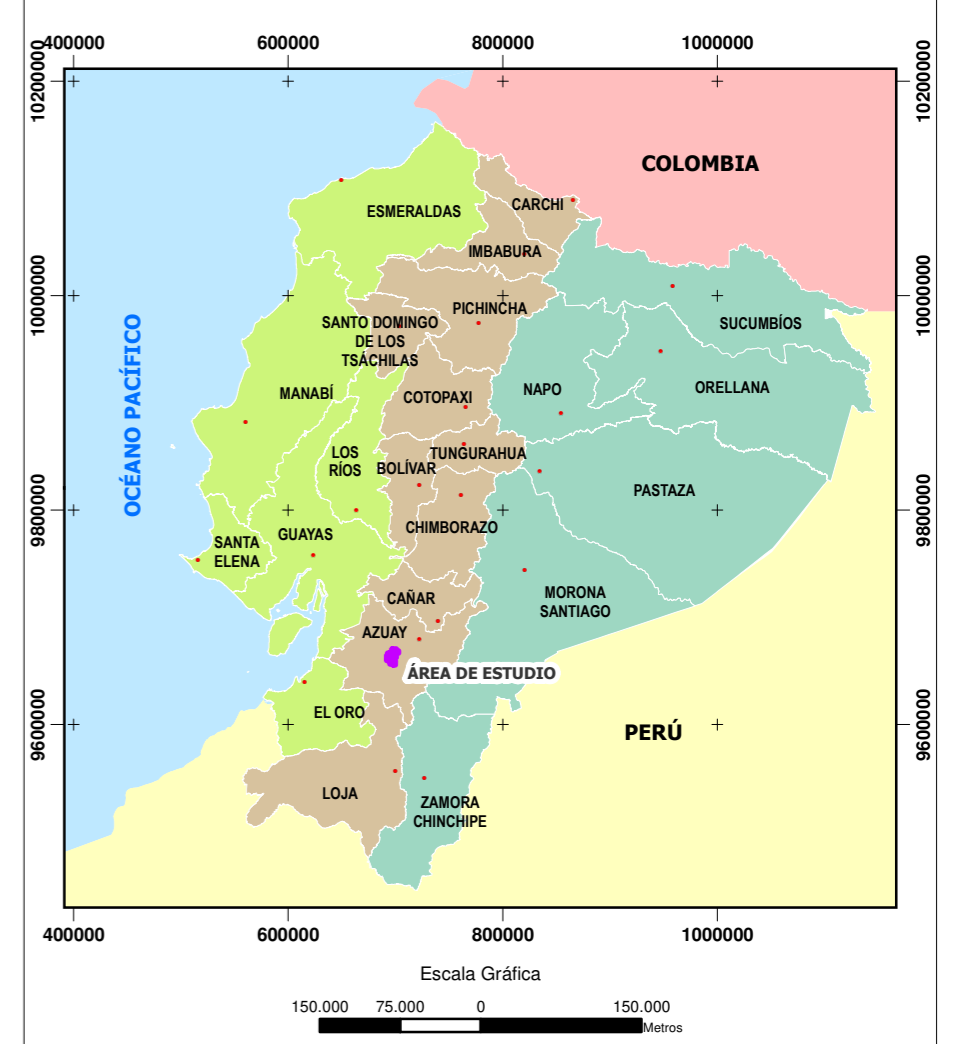 400000 600000 800000 1000000
10200000 10200000
COLOMBIA
CARCHI
ESMERALDAS
IMBABURA
10000000 10000000
PICHINCHA
SANTO DOMINGO
DE LOS
TSÁCHILAS
SUCUMBÍOS
OCÉANO PACÍFICO
NAPO
ORELLANA
MANABÍ
COTOPAXI
LOS
RÍOS
TUNGURAHUA
BOLÍVAR
PASTAZA
9800000 9800000
CHIMBORAZO
GUAYAS
SANTA
ELENA
MORONA
SANTIAGO
CAÑAR
AZUAY
ÁREA DE ESTUDIO
EL ORO
9600000 9600000
PERÚ
LOJA
ZAMORA
CHINCHIPE
400000 600000 800000 1000000
Escala Gráfica
150.000 75.000 0 150.000
Metros